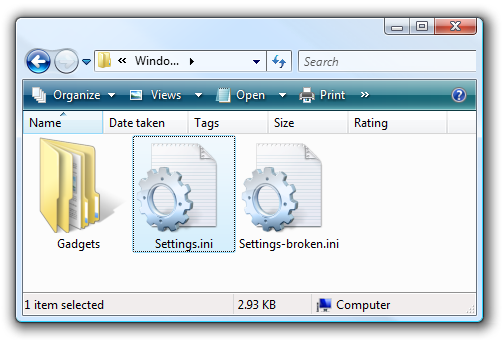 « Windo... Search
Organize Views Open Print »
Name Date taken Tags Size Rating
Gadgets Settings.ini Settings-broken.ini
1 item selected 2.93 KB Computer